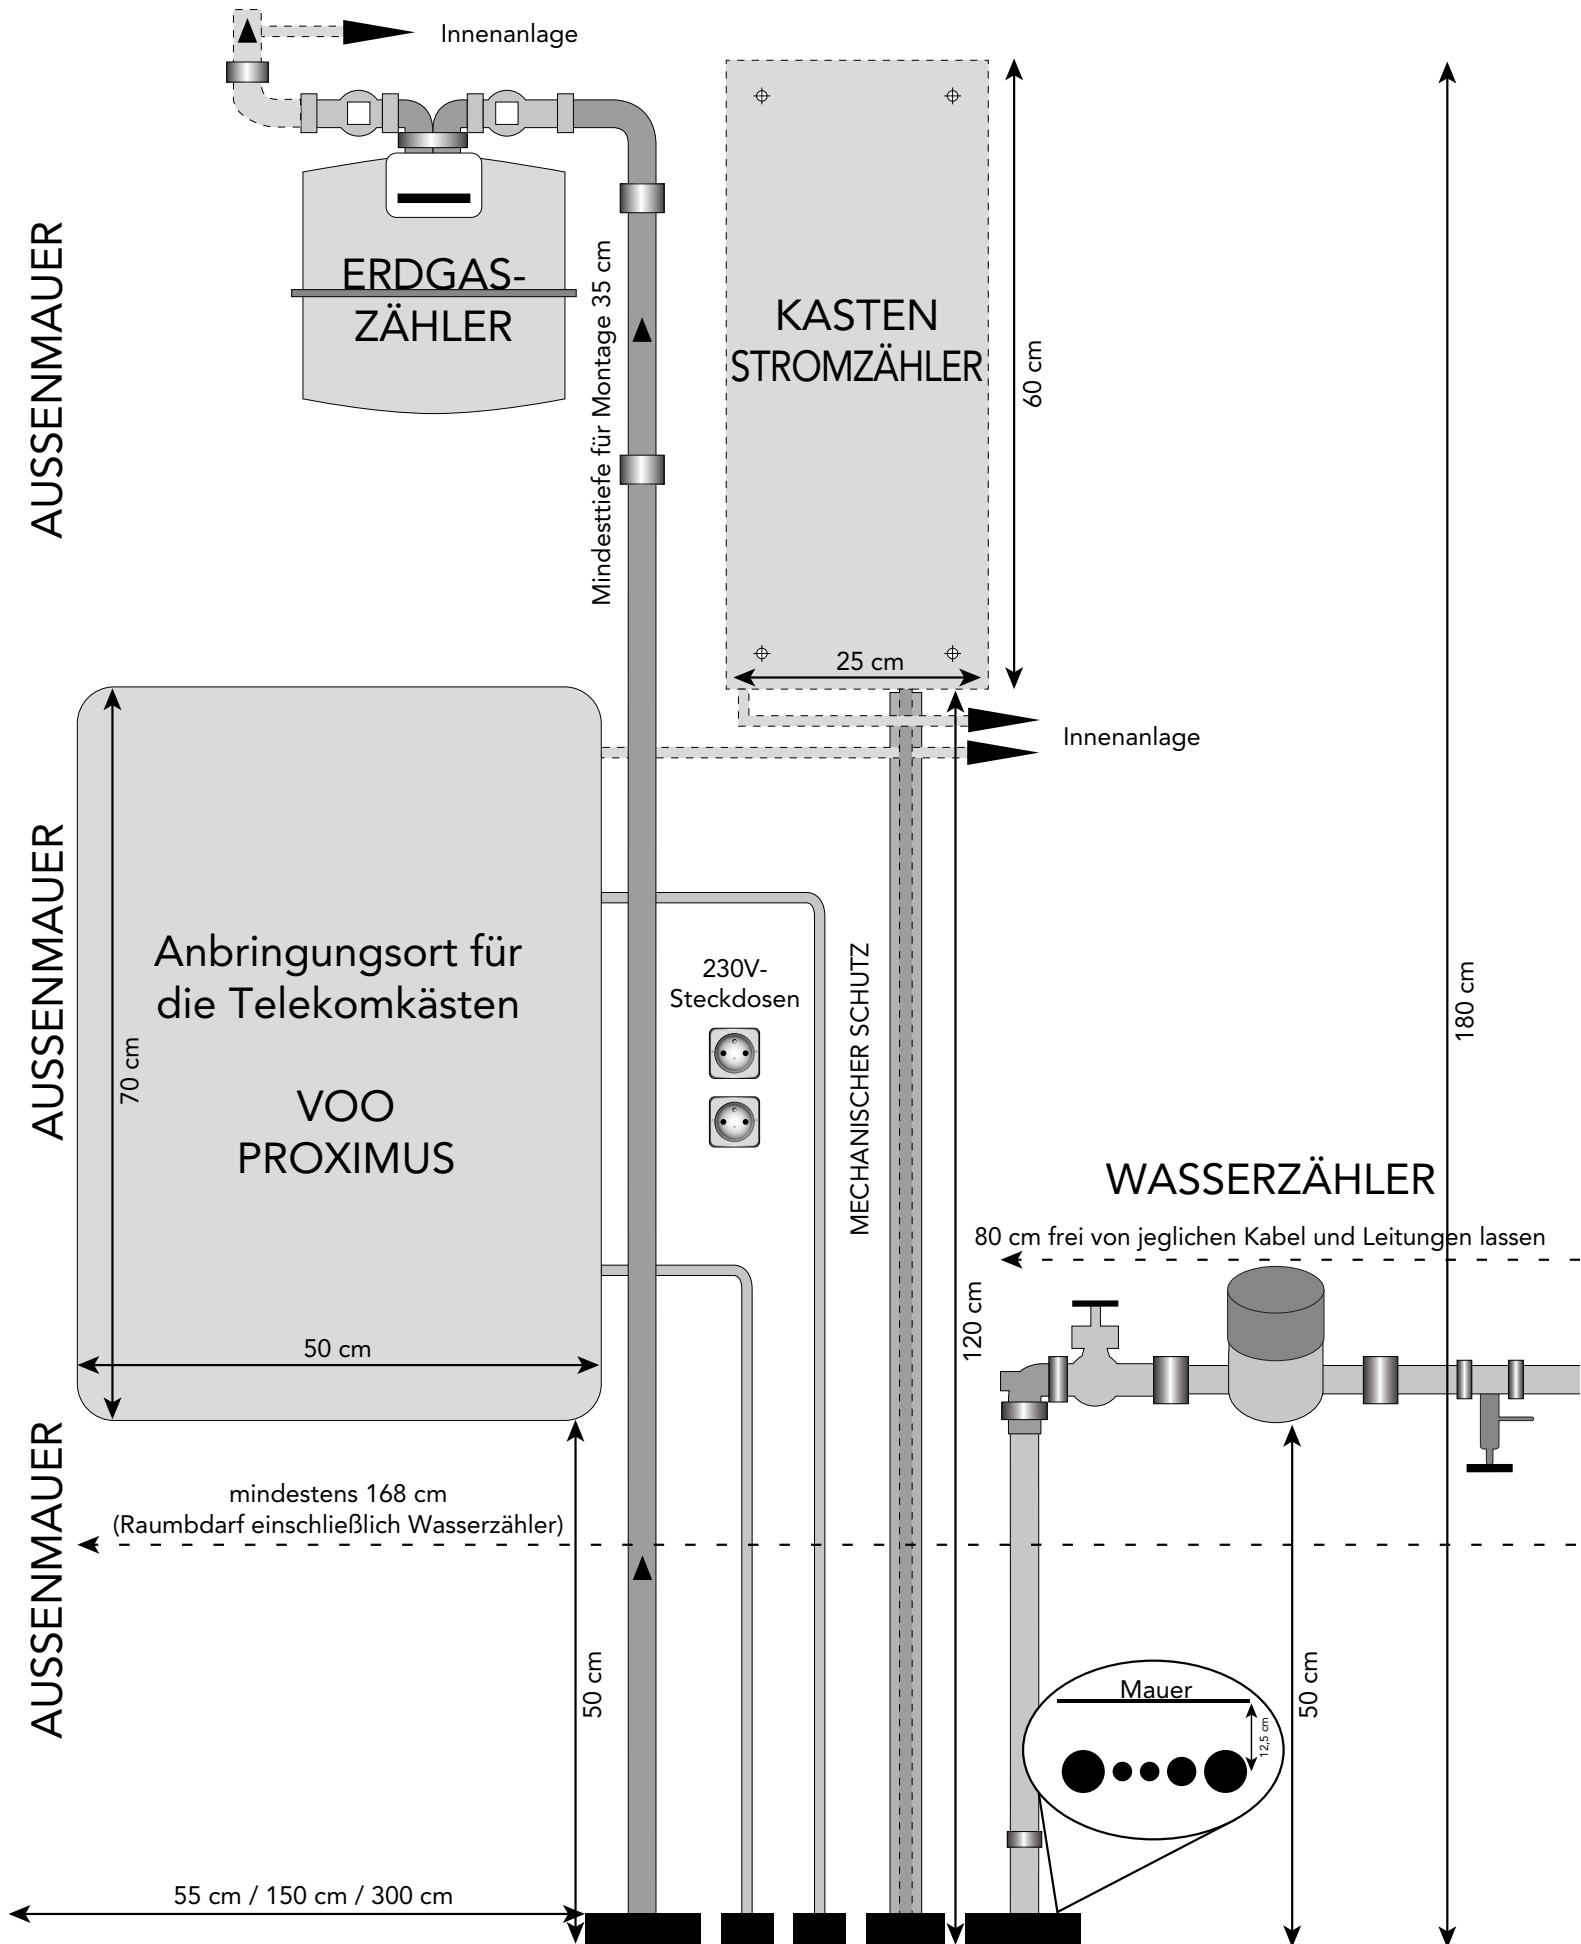 Innenanlage
AUSSENMAUER
ERDGAS-
ZÄHLER
Mindesttiefe für Montage 35 cm
KASTEN
STROMZÄHLER
60 cm
25 cm
Innenanlage
AUSSENMAUER
Anbringungsort für
die Telekomkästen
VOO
PROXIMUS
70 cm
50 cm
230V-
Steckdosen
MECHANISCHER SCHUTZ
180 cm
WASSERZÄHLER
80 cm frei von jeglichen Kabel und Leitungen lassen
120 cm
AUSSENMAUER
mindestens 168 cm
(Raumbdarf einschließlich Wasserzähler)
50 cm
Mauer
12,5 cm
50 cm
55 cm / 150 cm / 300 cm